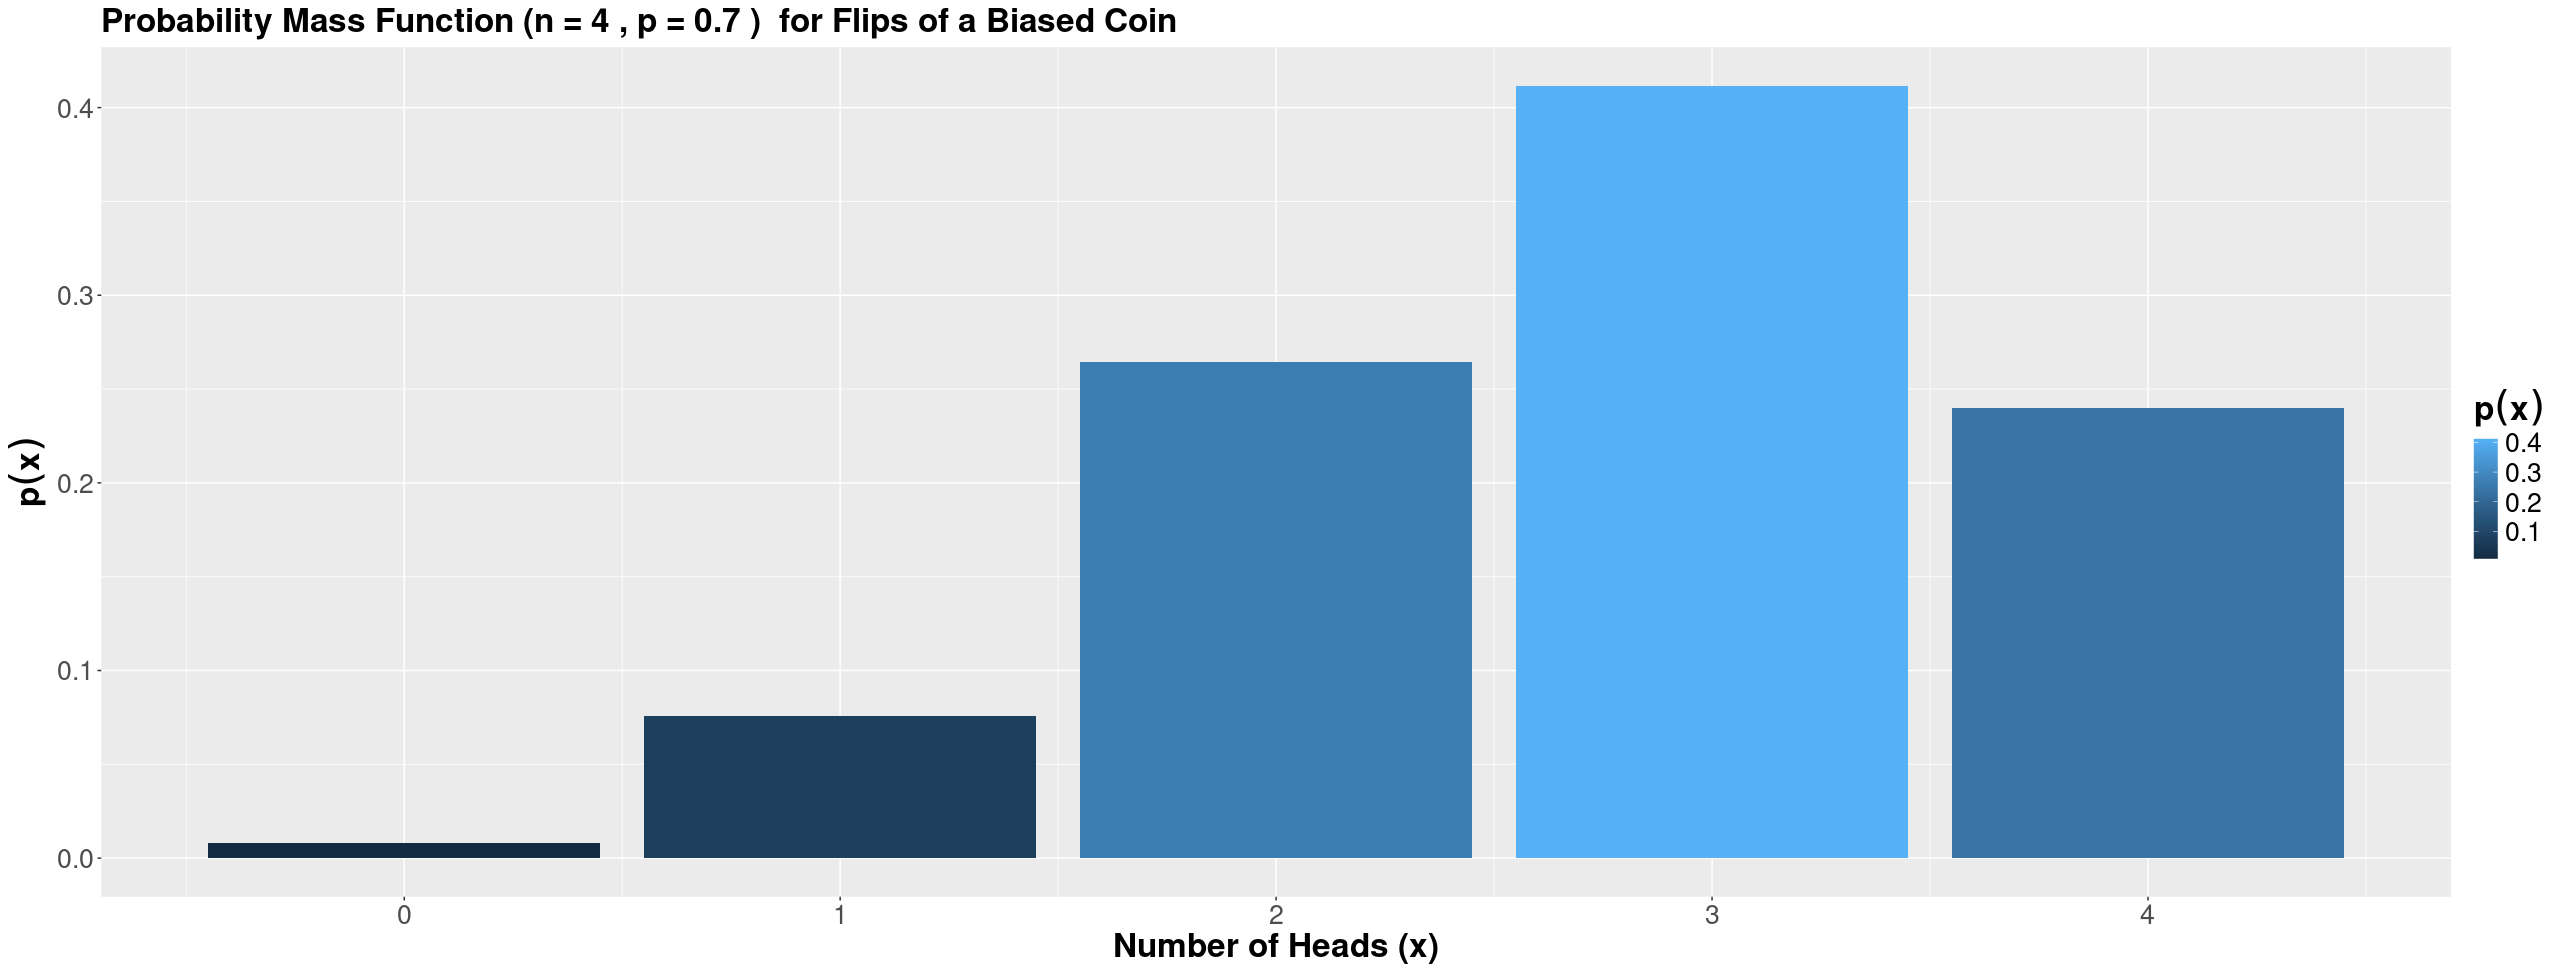 Probability Mass Function (n = 4 , p = 0.7 )  for Flips of a Biased Coin
p(x)
0.4
0.3
0.2
0.1
0.0
0 1 2 3 4
Number of Heads (x)
p(x)
0.4
0.3
0.2
0.1